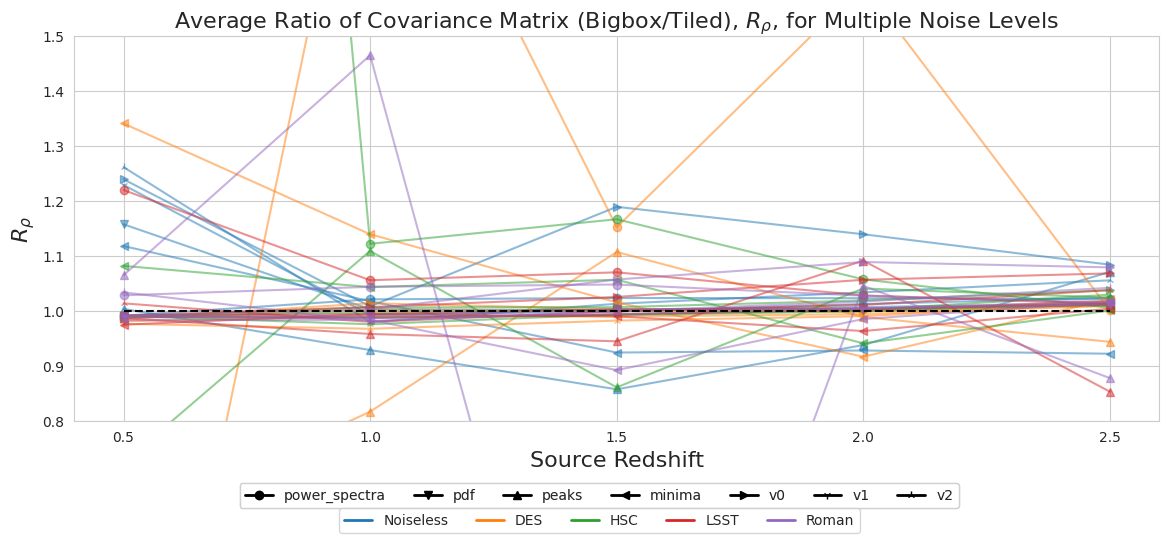 Average Ratio of Covariance Matrix (Bigbox/Tiled), Rρ, for Multiple Noise Levels
1.5
1.4
1.3
1.2
1.1
1.0
0.9
0.8
Rρ
0.5 1.0 1.5 2.0 2.5
Source Redshift
power_spectra pdf peaks minima v0 v1 v2
Noiseless DES HSC LSST Roman